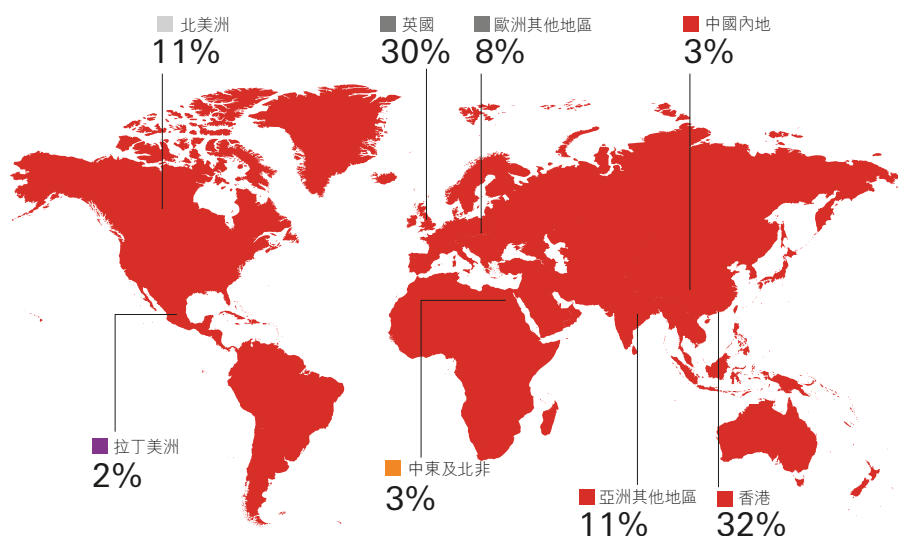 北美洲
11%
英國
30%
歐洲其他地區
8%
中國內地
3%
拉丁美洲
2%
中東及北非
3%
亞洲其他地區
11%
香港
32%